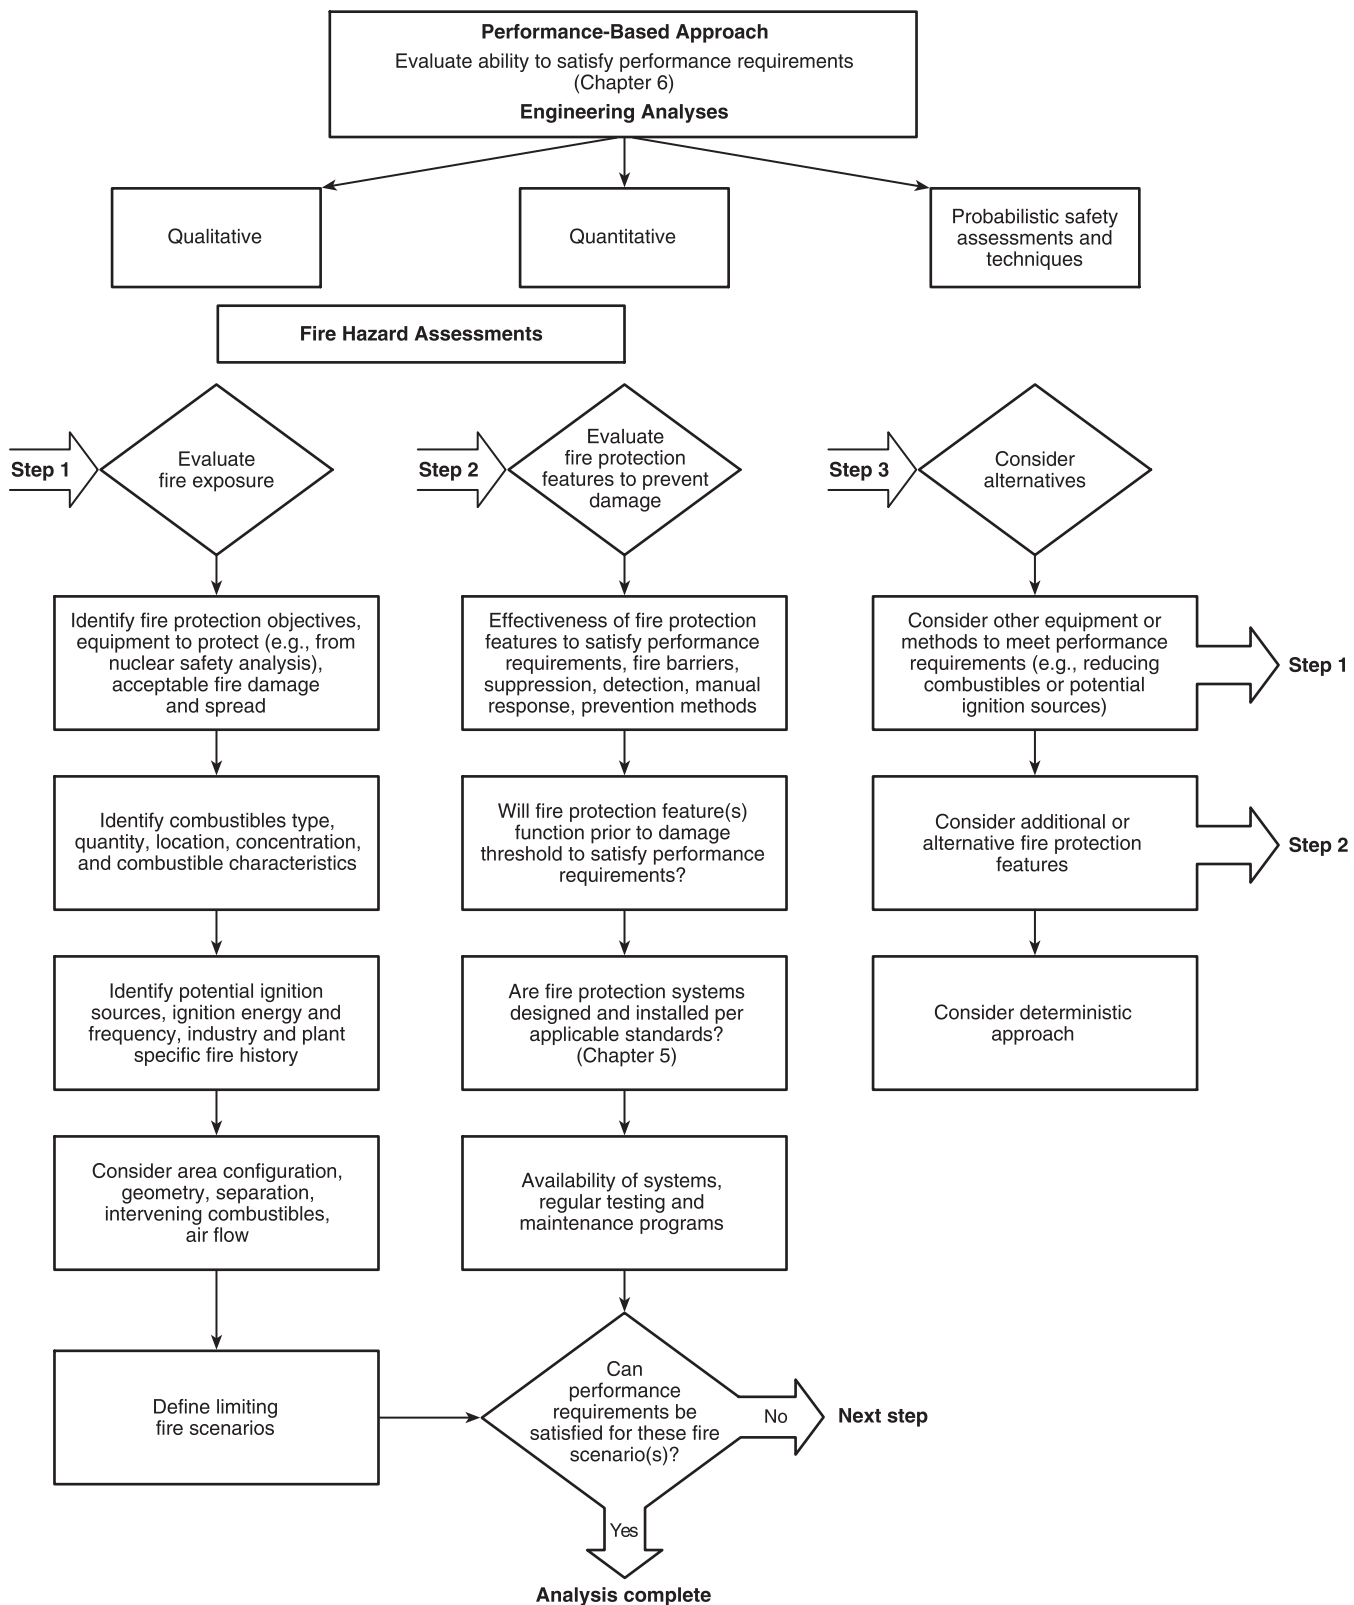 Performance-Based Approach
Evaluate ability to satisfy performance requirements
(Chapter 6)
Engineering Analyses
Qualitative
Quantitative
Probabilistic safety
assessments and
techniques
Fire Hazard Assessments
Step 1
Evaluate
fire exposure
Identify fire protection objectives,
equipment to protect (e.g., from
nuclear safety analysis),
acceptable fire damage
and spread
Identify combustibles type,
quantity, location, concentration,
and combustible characteristics
Identify potential ignition
sources, ignition energy and
frequency, industry and plant
specific fire history
Consider area configuration,
geometry, separation,
intervening combustibles,
air flow
Define limiting
fire scenarios
Step 2
Evaluate
fire protection
features to prevent
damage
Effectiveness of fire protection
features to satisfy performance
requirements, fire barriers,
suppression, detection, manual
response, prevention methods
Will fire protection feature(s)
function prior to damage
threshold to satisfy performance
requirements?
Are fire protection systems
designed and installed per
applicable standards?
(Chapter 5)
Availability of systems,
regular testing and
maintenance programs
Can
performance
requirements be
satisfied for these fire
scenario(s)?
No
Next step
Yes
Analysis complete
Step 3
Consider
alternatives
Consider other equipment or
methods to meet performance
requirements (e.g., reducing
combustibles or potential
ignition sources)
Step 1
Consider additional or
alternative fire protection
features
Step 2
Consider deterministic
approach